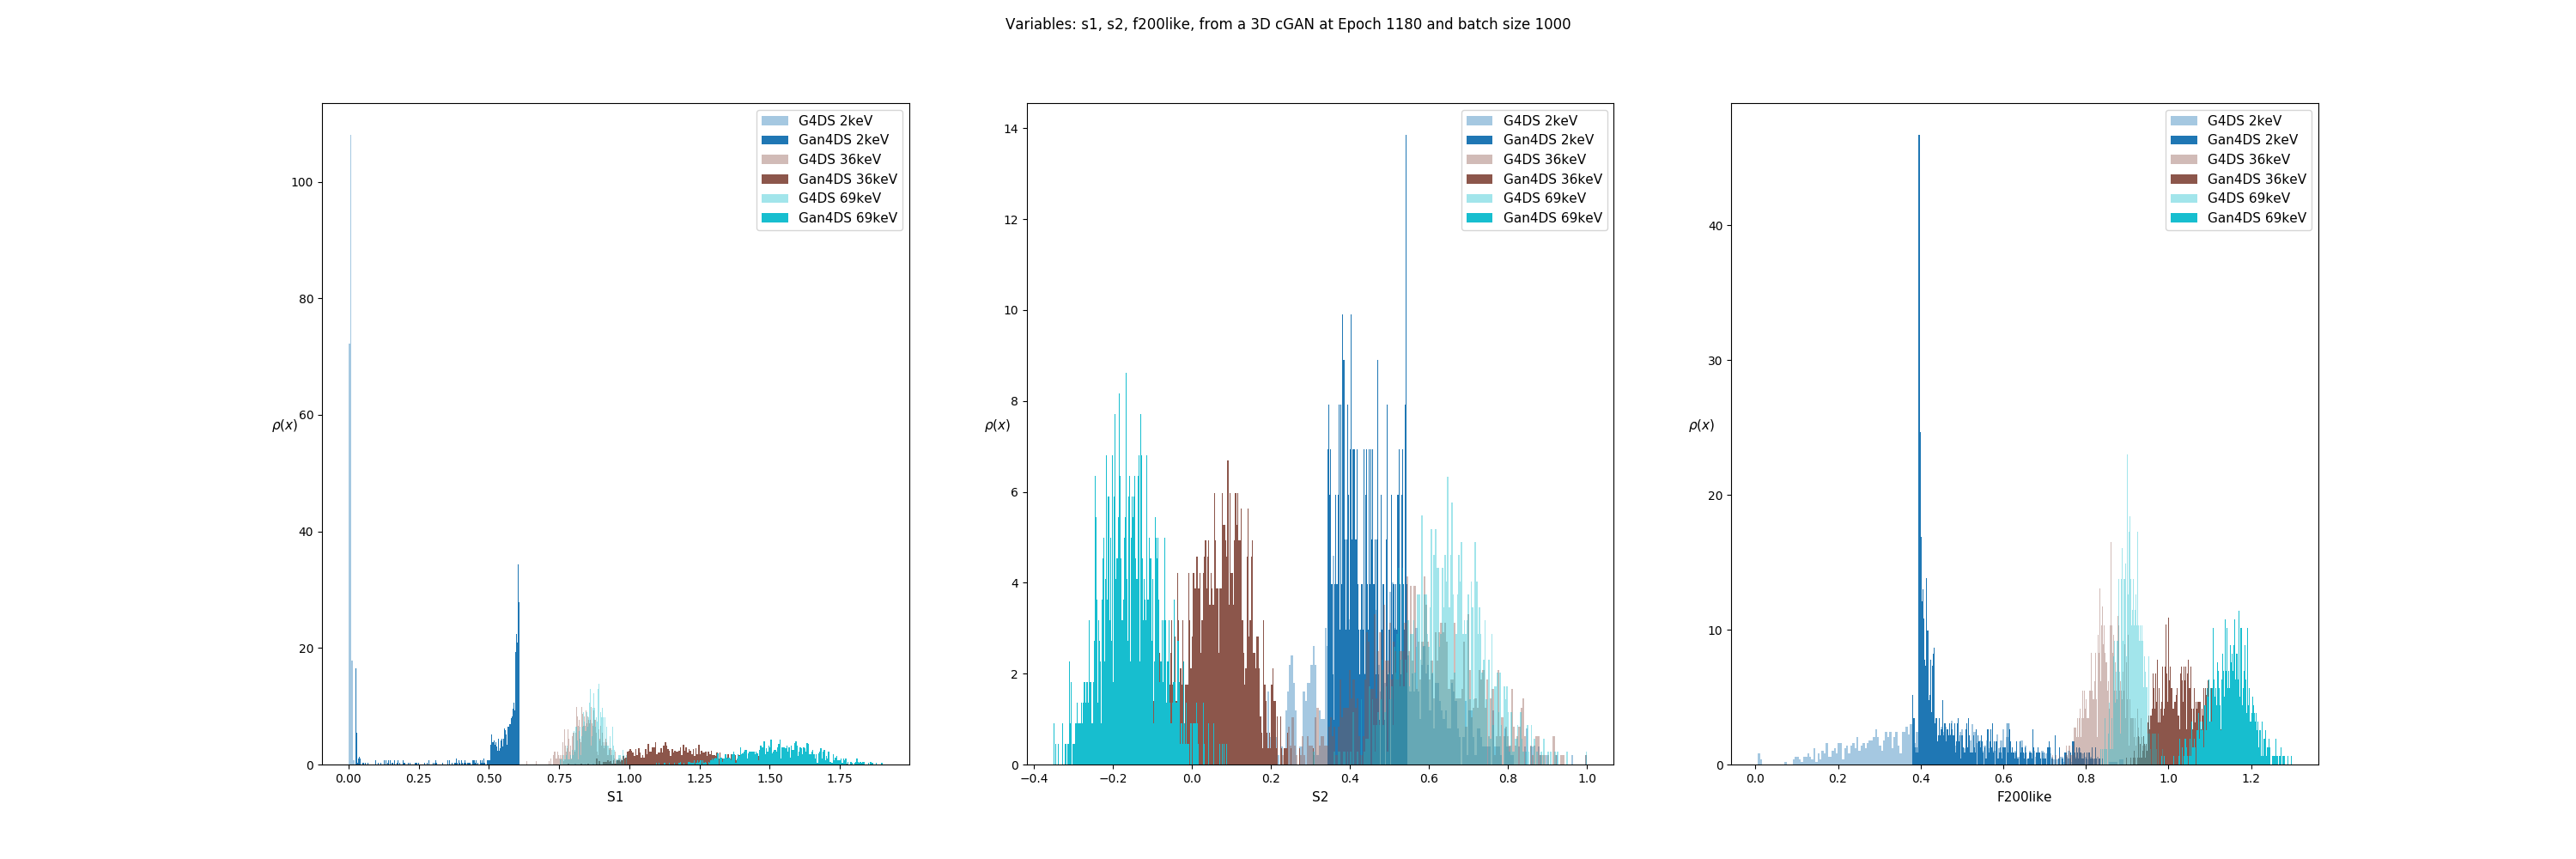 Variables: s1, s2, f200like, from a 3D cGAN at Epoch 1180 and batch size 1000
G4DS 2keV
Gan4DS 2keV
G4DS 36keV
Gan4DS 36keV
G4DS 69keV
Gan4DS 69keV
100
80
60
40
20
0
ρ(x)
0.00 0.25 0.50 0.75 1.00 1.25 1.50 1.75
S1
G4DS 2keV
Gan4DS 2keV
G4DS 36keV
Gan4DS 36keV
G4DS 69keV
Gan4DS 69keV
14
12
10
8
6
4
2
0
ρ(x)
−0.4 −0.2 0.0 0.2 0.4 0.6 0.8 1.0
S2
G4DS 2keV
Gan4DS 2keV
G4DS 36keV
Gan4DS 36keV
G4DS 69keV
Gan4DS 69keV
40
30
20
10
0
ρ(x)
0.0 0.2 0.4 0.6 0.8 1.0 1.2
F200like